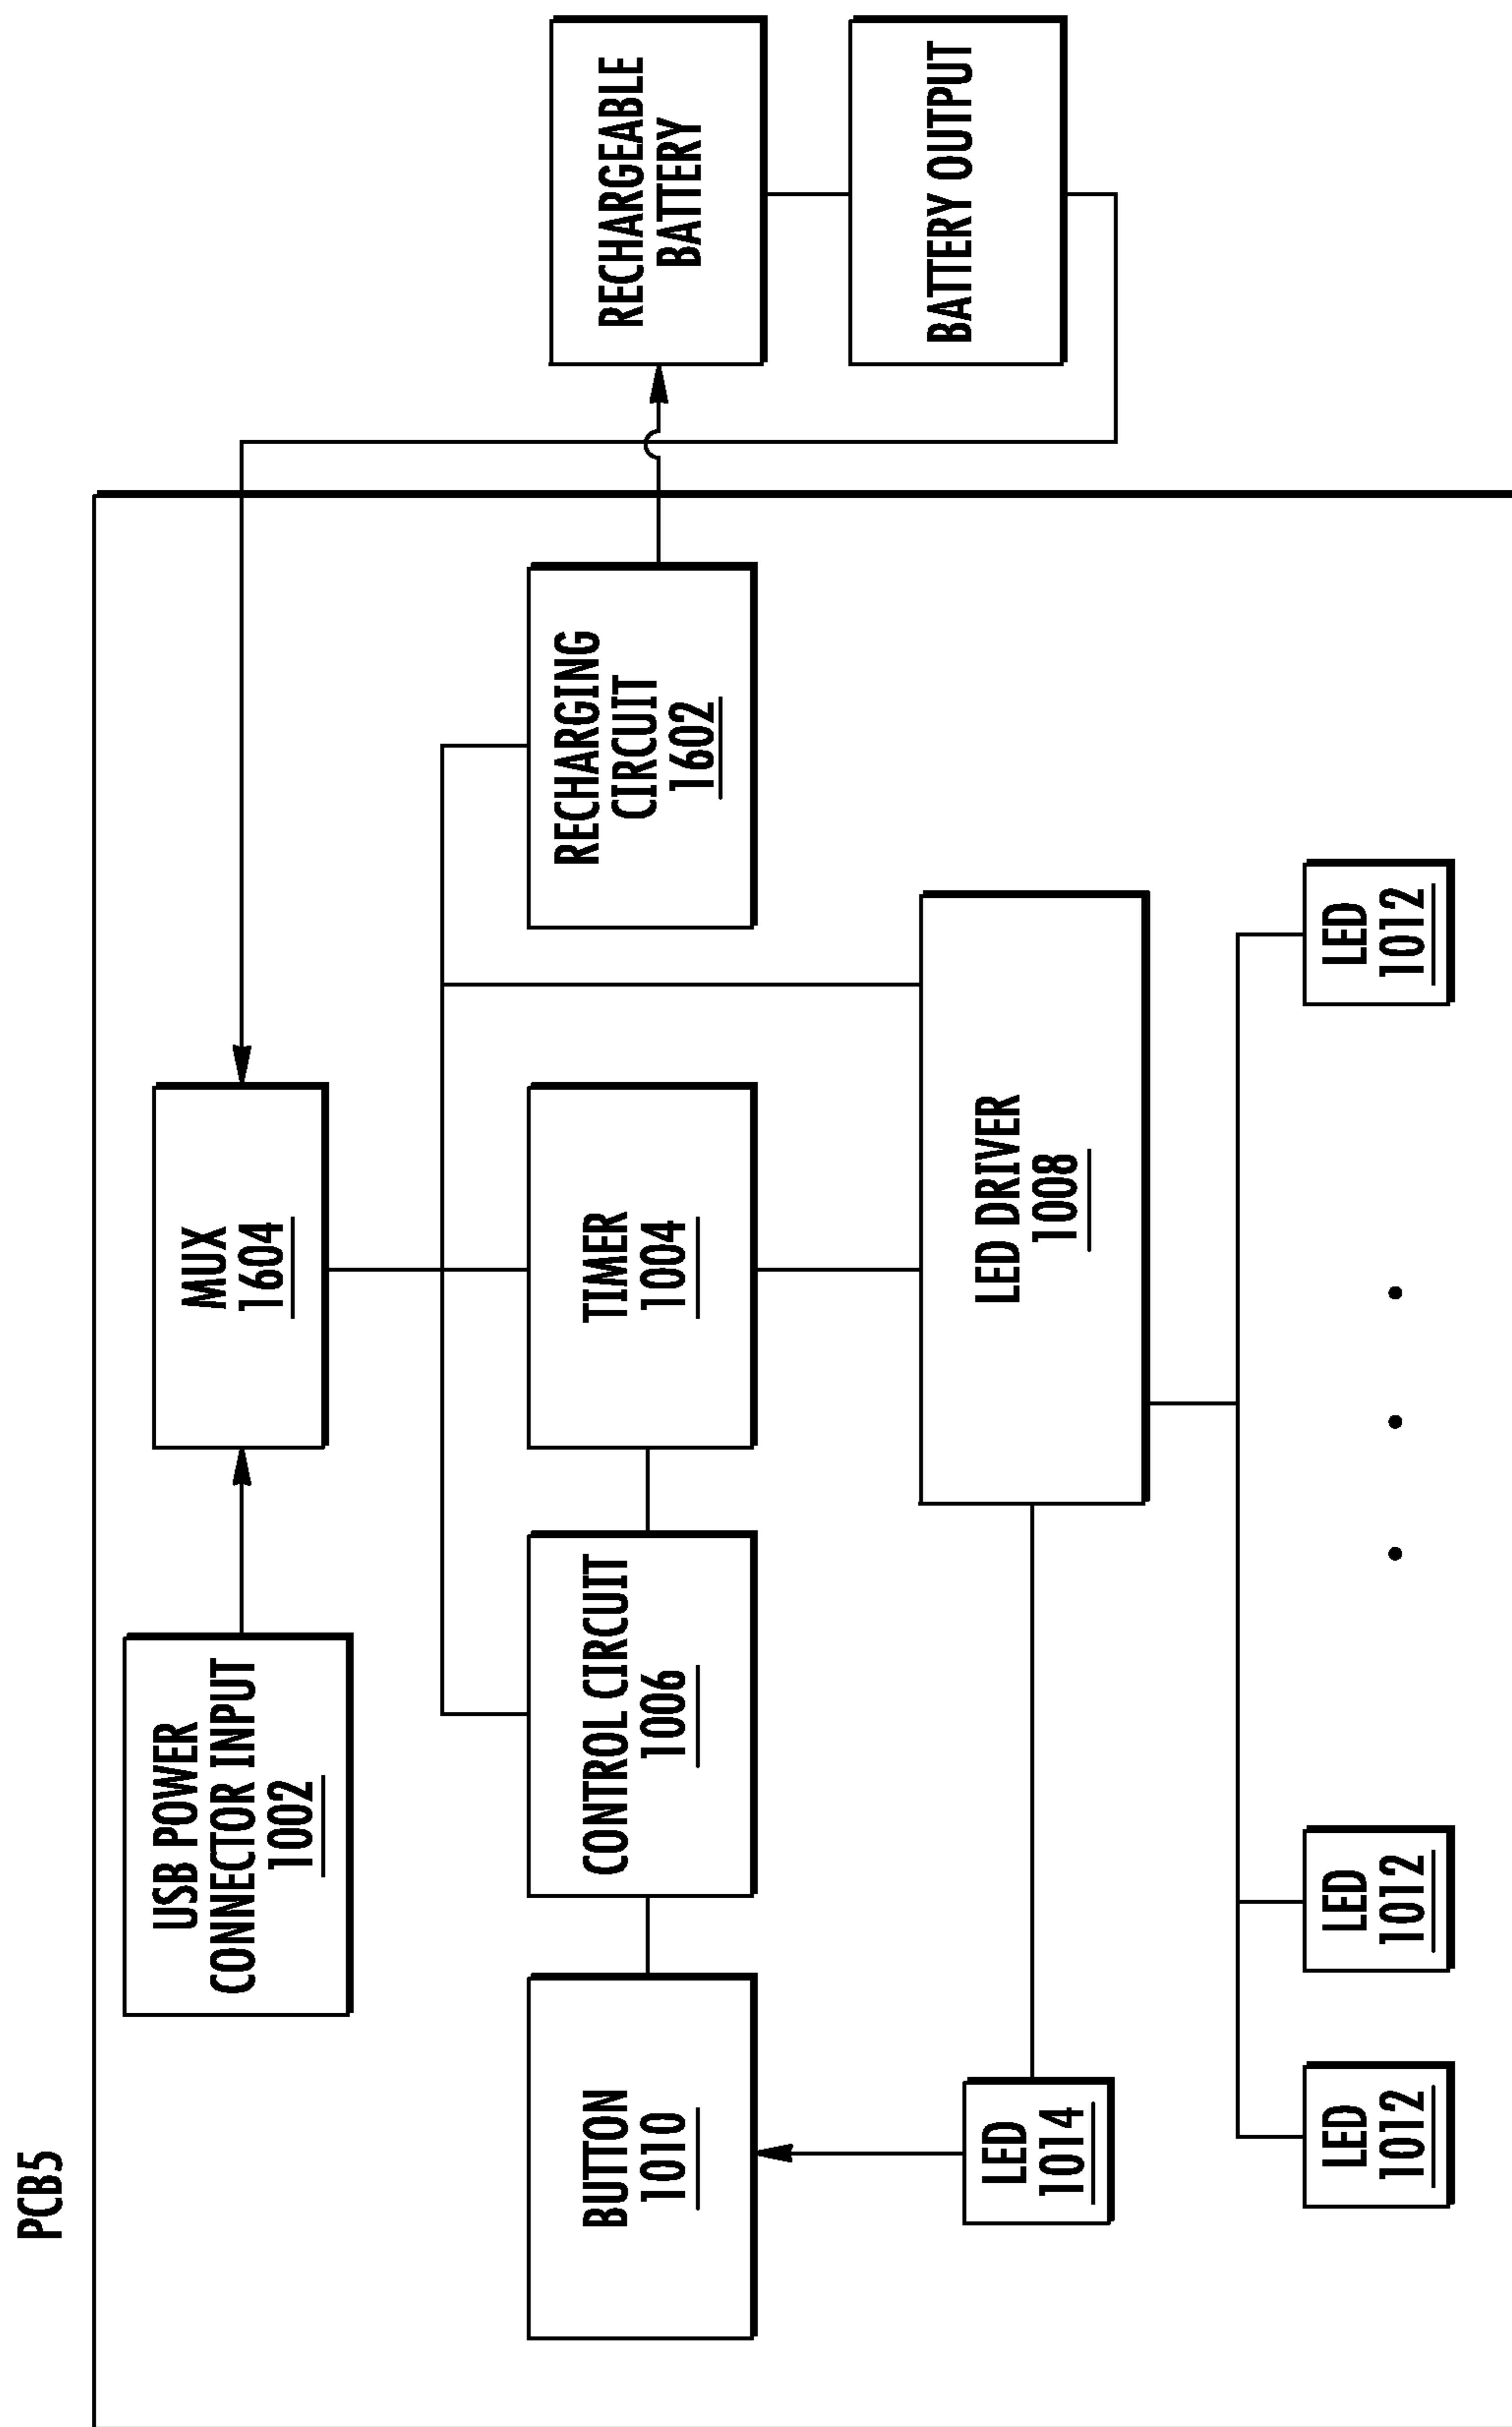 PCB5
USB POWER
CONNECTOR INPUT
1002
MUX
1604
BUTTON
1010
CONTROL CIRCUIT
1006
TIMER
1004
RECHARGING
CIRCUIT
1602
RECHARGEABLE
BATTERY
BATTERY OUTPUT
LED
1014
LED DRIVER
1008
LED
1012
LED
1012
LED
1012